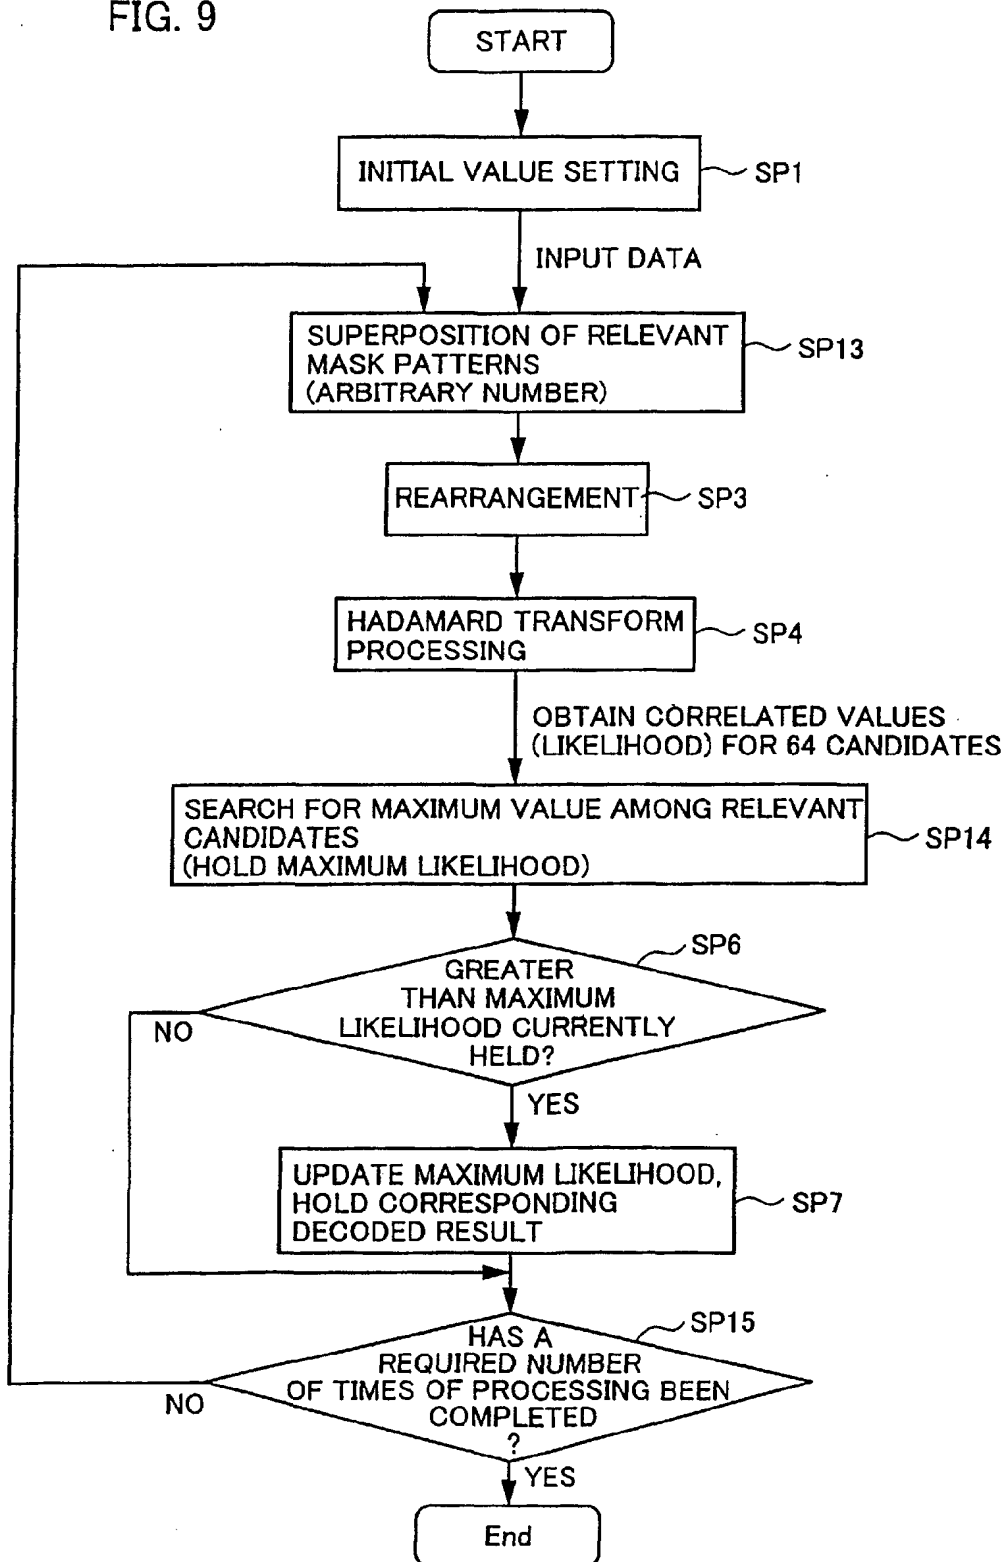 FIG. 9
START
INITIAL VALUE SETTING
SP1
INPUT DATA
SUPERPOSITION OF RELEVANT
MASK PATTERNS
(ARBITRARY NUMBER)
SP13
REARRANGEMENT
SP3
HADAMARD TRANSFORM
PROCESSING
SP4
OBTAIN CORRELATED VALUES
(LIKELIHOOD) FOR 64 CANDIDATES
SEARCH FOR MAXIMUM VALUE AMONG RELEVANT
CANDIDATES
(HOLD MAXIMUM LIKELIHOOD)
SP14
SP6
GREATER
THAN MAXIMUM
LIKELIHOOD CURRENTLY
HELD?
NO
YES
UPDATE MAXIMUM LIKELIHOOD,
HOLD CORRESPONDING
DECODED RESULT
SP7
SP15
HAS A
REQUIRED NUMBER
OF TIMES OF PROCESSING BEEN
COMPLETED
?
NO
YES
End